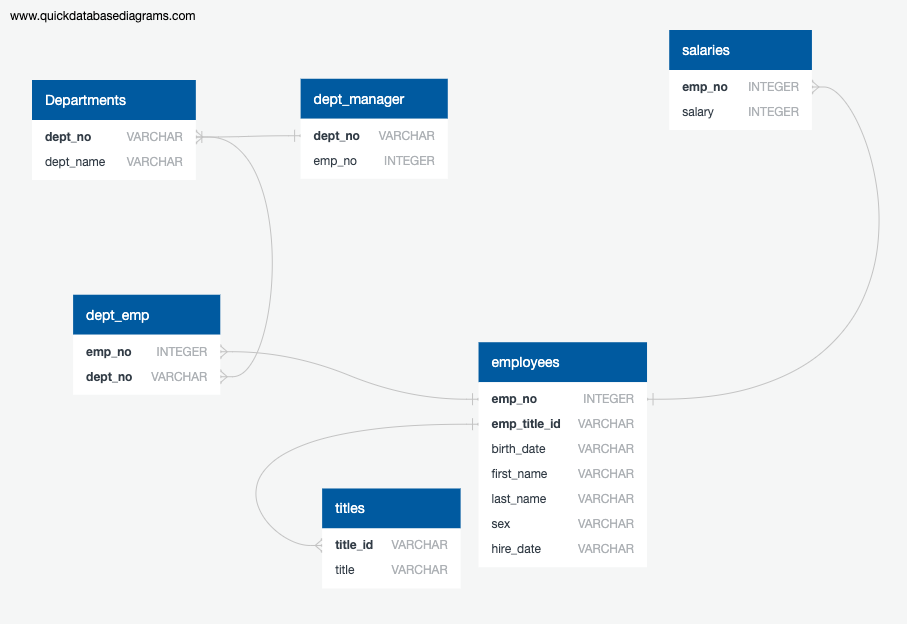 www.quickdatabasediagrams.com
Departments
dept_no VARCHAR
dept_name VARCHAR
dept_manager
dept_no VARCHAR
emp_no INTEGER
salaries
emp_no INTEGER
salary INTEGER
dept_emp
emp_no INTEGER
dept_no VARCHAR
employees
emp_no INTEGER
emp_title_id VARCHAR
birth_date VARCHAR
first_name VARCHAR
last_name VARCHAR
sex VARCHAR
hire_date VARCHAR
titles
title_id VARCHAR
title VARCHAR